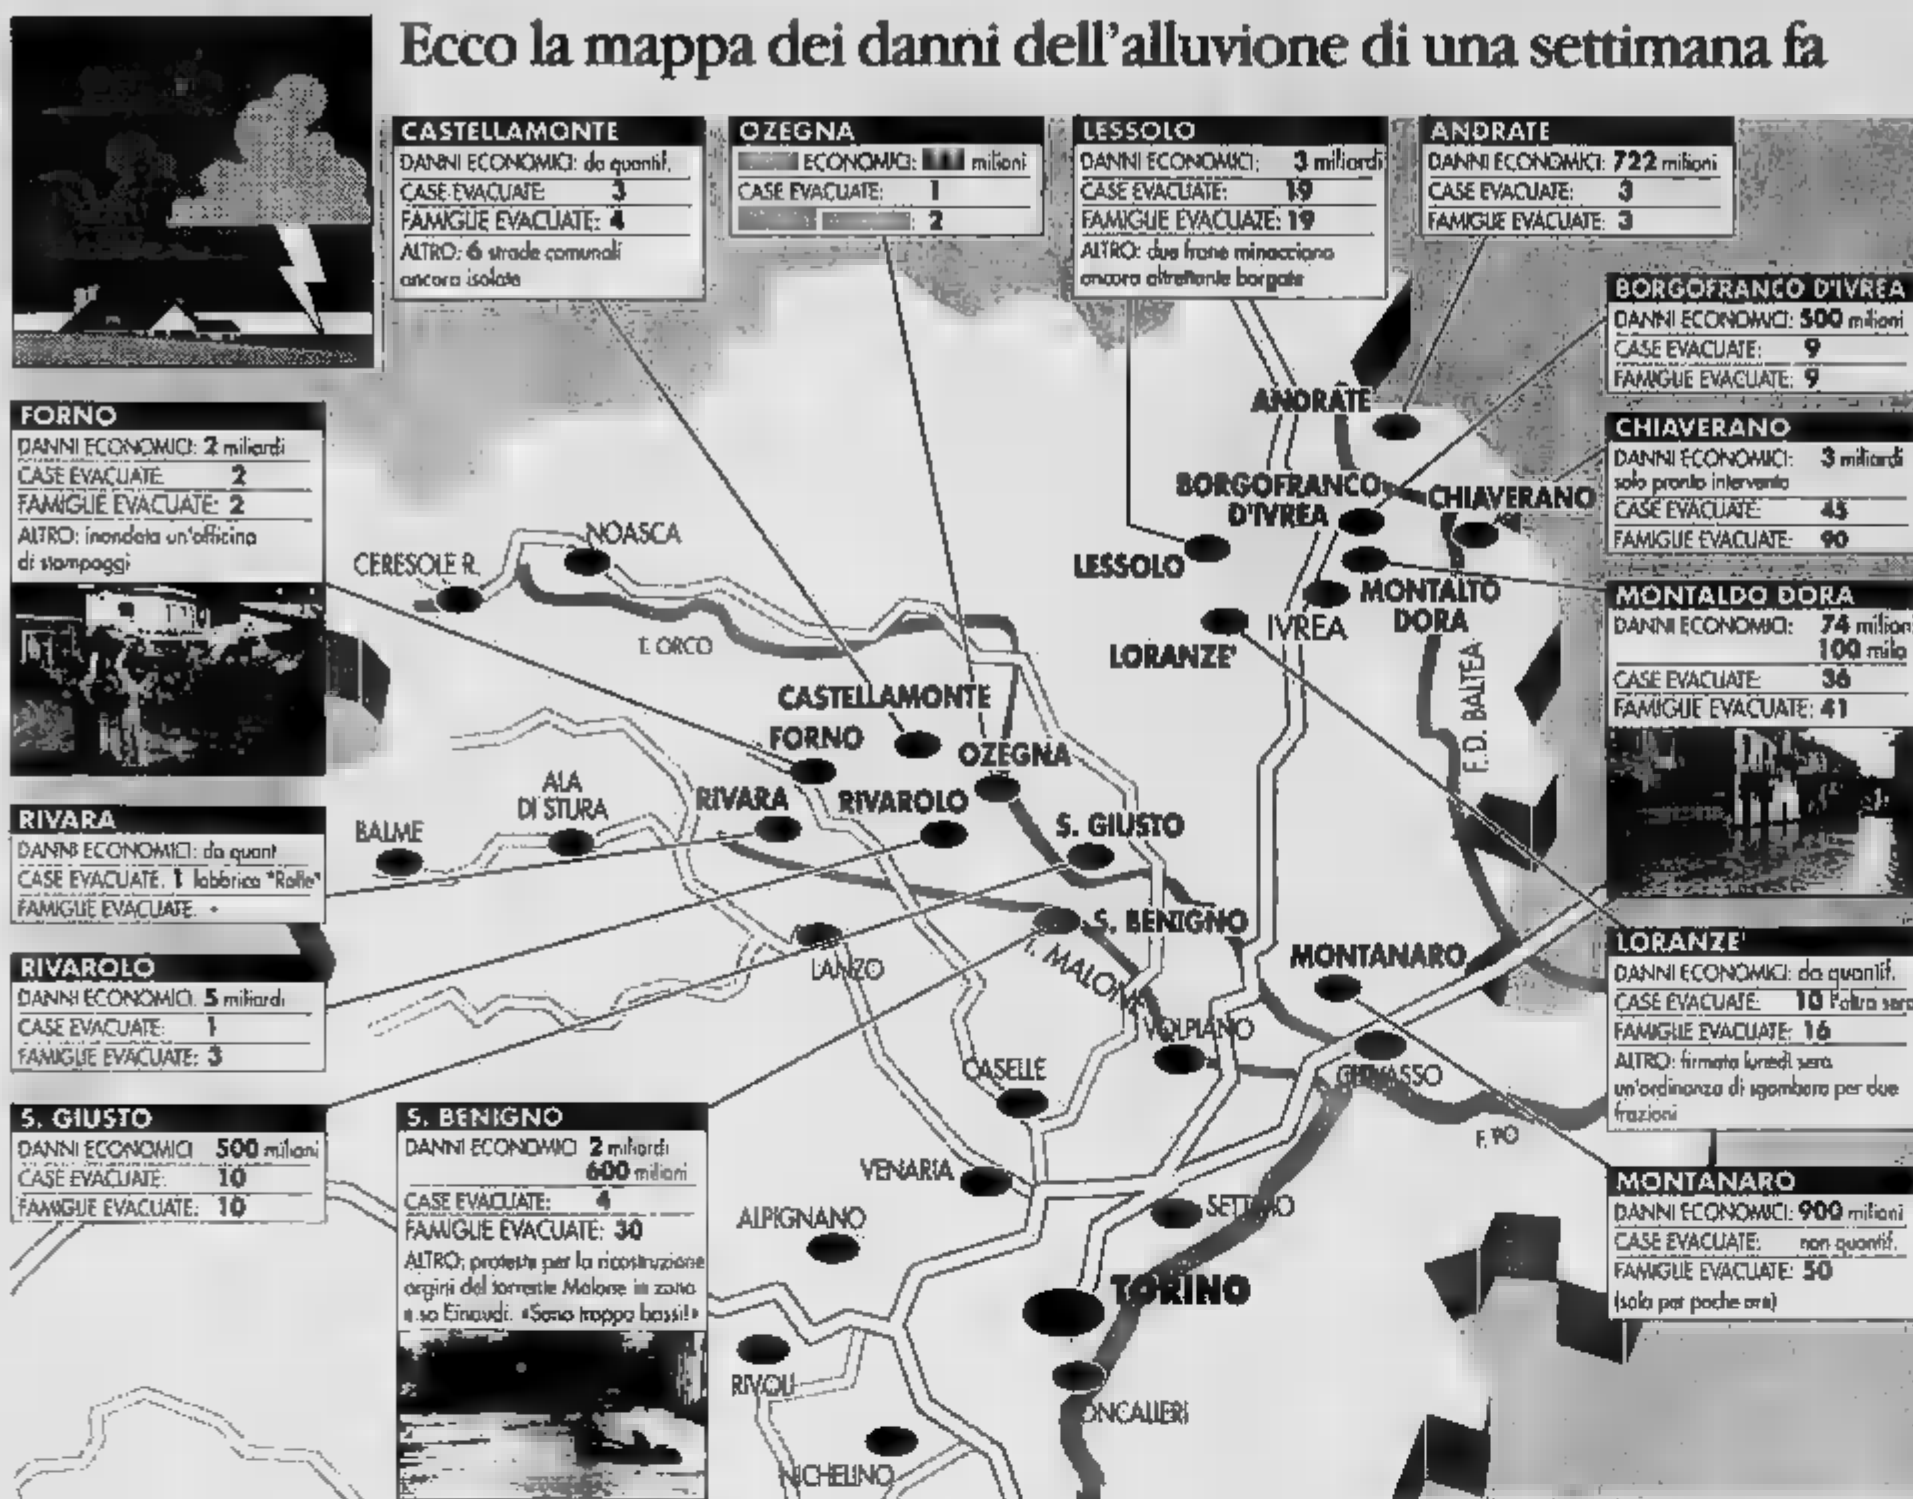 Ecco la mappa dei danni dell'alluvione di una settimana fa
CASTELLAMONTE
DANNI ECONOMICI: da quantif.
CASE EVACUATE: 3
FAMIGLIE EVACUATE: 4
ALTRO: 6 strade comunali
ancora isolate
OZEGNA
ECONOMICI: milioni
CASE EVACUATE: 1
: 2
LESSOLO
DANNI ECONOMICI: 3 miliardi
CASE EVACUATE: 19
FAMIGLIE EVACUATE: 19
ALTRO: due frane minacciano
ancora altrettante borgate
ANDRATE
DANNI ECONOMICI: 722 milioni
CASE EVACUATE: 3
FAMIGLIE EVACUATE: 3
BORGOFRANCO D'IVREA
DANNI ECONOMICI: 500 milioni
CASE EVACUATE: 9
FAMIGLIE EVACUATE: 9
CHIAVERANO
DANNI ECONOMICI: 3 miliardi
solo pronto intervento
CASE EVACUATE: 45
FAMIGLIE EVACUATE: 90
MONTALDO DORA
DANNI ECONOMICI: 74 milioni
100 mila
CASE EVACUATE: 36
FAMIGLIE EVACUATE: 41
LORANZE'
DANNI ECONOMICI: da quantif.
CASE EVACUATE: 10 l'altra sera
FAMIGLIE EVACUATE: 16
ALTRO: firmata lunedì sera
un'ordinanza di sgombero per due
frazioni
MONTANARO
DANNI ECONOMICI: 900 milioni
CASE EVACUATE: non quantif.
FAMIGLIE EVACUATE: 50
(solo per poche ore)
FORNO
DANNI ECONOMICI: 2 miliardi
CASE EVACUATE: 2
FAMIGLIE EVACUATE: 2
ALTRO: inondata un'officina
di stampaggi
RIVARA
DANNI ECONOMICI: da quant
CASE EVACUATE. 1 fabbrica
FAMIGLIE EVACUATE. -
RIVAROLO
DANNI ECONOMICI. 5 miliardi
CASE EVACUATE: 1
FAMIGLIE EVACUATE: 3
S. GIUSTO
DANNI ECONOMICI 500 milioni
CASE EVACUATE: 10
FAMIGLIE EVACUATE: 10
S. BENIGNO
DANNI ECONOMICI 2 miliardi
600 milioni
CASE EVACUATE: 4
FAMIGLIE EVACUATE: 30
ALTRO: proteste per la ricostruzione
argini del torrente Malone in zona
Einaudi. «Sono troppo bassi!»
ANDRATE
BORGOFRANCO
D'IVREA
CHIAVERANO
LESSOLO
MONTALTO
DORA
IVREA
LORANZE'
F.D. BALTEA
NOASCA
CERESOLE R.
T. ORCO
CASTELLAMONTE
FORNO
OZEGNA
ALA
DI STURA
BALME
RIVARA
RIVAROLO
S. GIUSTO
S. BENIGNO
T. MALONE
LANZO
MONTANARO
VOLPIANO
CHIVASSO
F. PO
CASELLE
VENARIA
ALPIGNANO
SETTIMO
TORINO
RIVOLI
ONCALIERI
NICHELINO